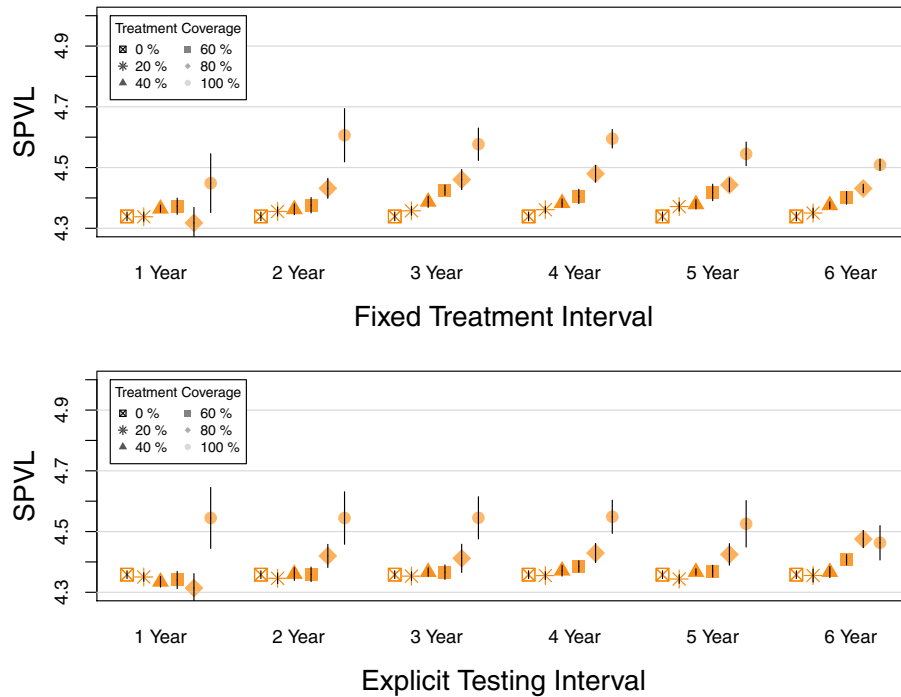 Treatment Coverage
0 % 60 %
20 % 80 %
40 % 100 %
SPVL
4.9
4.7
4.5
4.3
1 Year 2 Year 3 Year 4 Year 5 Year 6 Year
Fixed Treatment Interval
Treatment Coverage
0 % 60 %
20 % 80 %
40 % 100 %
SPVL
4.9
4.7
4.5
4.3
1 Year 2 Year 3 Year 4 Year 5 Year 6 Year
Explicit Testing Interval